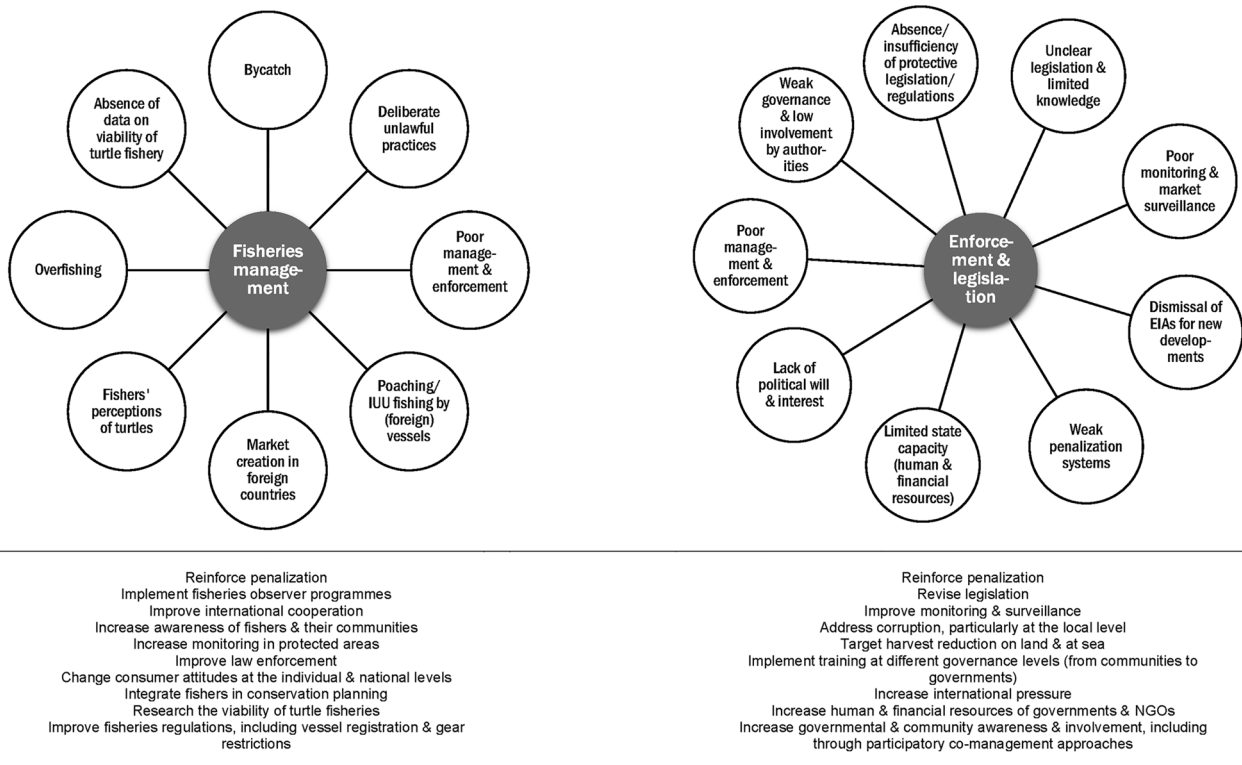 Bycatch
Deliberate
unlawful
practices
Poor
manage-
ment &
enforcement
Poaching/
IUU fishing by
(foreign)
vessels
Market
creation in
foreign
countries
Fishers'
perceptions
of turtles
Overfishing
Absence of
data on
viability of
turtle fishery
Fisheries
manage-
ment
Absence/
insufficiency
of protective
legislation/
regulations
Unclear
legislation &
limited
knowledge
Poor
monitoring &
market
surveillance
Dismissal of
EIAs for new
develop-
ments
Weak
penalization
systems
Limited state
capacity
(human &
financial
resources)
Lack of
political will
& interest
Poor
manage-
ment &
enforcement
Weak
governance
& low
involvement
by author-
ities
Enforce-
ment &
legisla-
tion
Reinforce penalization
Implement fisheries observer programmes
Improve international cooperation
Increase awareness of fishers & their communities
Increase monitoring in protected areas
Improve law enforcement
Change consumer attitudes at the individual & national levels
Integrate fishers in conservation planning
Research the viability of turtle fisheries
Improve fisheries regulations, including vessel registration & gear
restrictions
Reinforce penalization
Revise legislation
Improve monitoring & surveillance
Address corruption, particularly at the local level
Target harvest reduction on land & at sea
Implement training at different governance levels (from communities to
governments)
Increase international pressure
Increase human & financial resources of governments & NGOs
Increase governmental & community awareness & involvement, including
through participatory co-management approaches